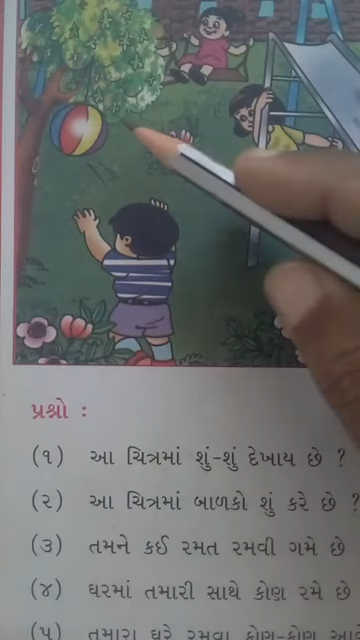 પ્રશ્નો :
(૧) આ ચિત્રમાં શું-શું દેખાય છે ?
(૨) આ ચિત્રમાં બાળકો શું કરે છે ?
(૩) તમને કઈ રમત રમવી ગમે છે
(૪) ઘરમાં તમારી સાથે કોણ રમે છે
(૫) તમારા ઘરે રમવા કોણ-કોણ